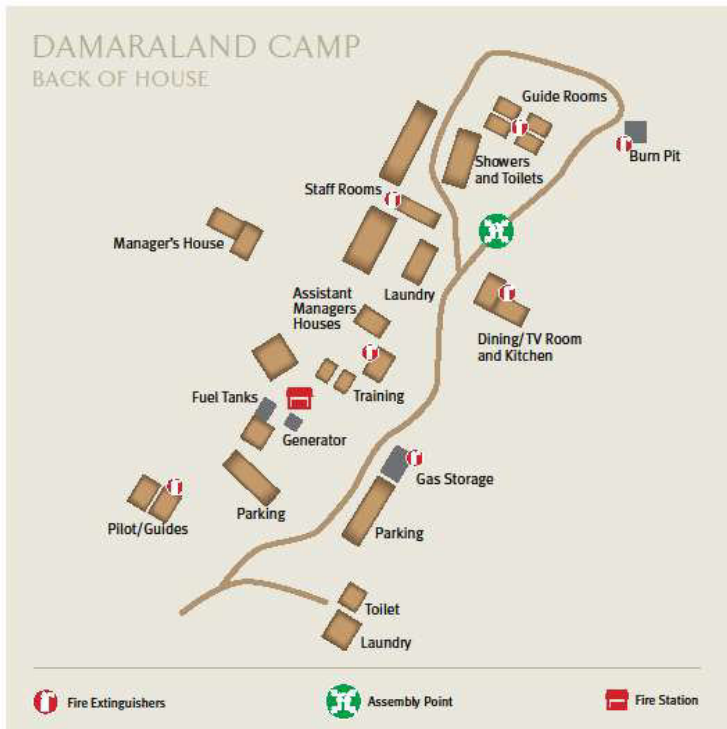 DAMARALAND CAMP
BACK OF HOUSE
Guide Rooms
Burn Pit
Showers
and Toilets
Staff Rooms
Manager's House
Laundry
Assistant
Managers
Houses
Dining/TV Room
and Kitchen
Training
Fuel Tanks
Generator
Gas Storage
Parking
Pilot/Guides
Parking
Toilet
Laundry
Fire Extinguishers
Assembly Point
Fire Station